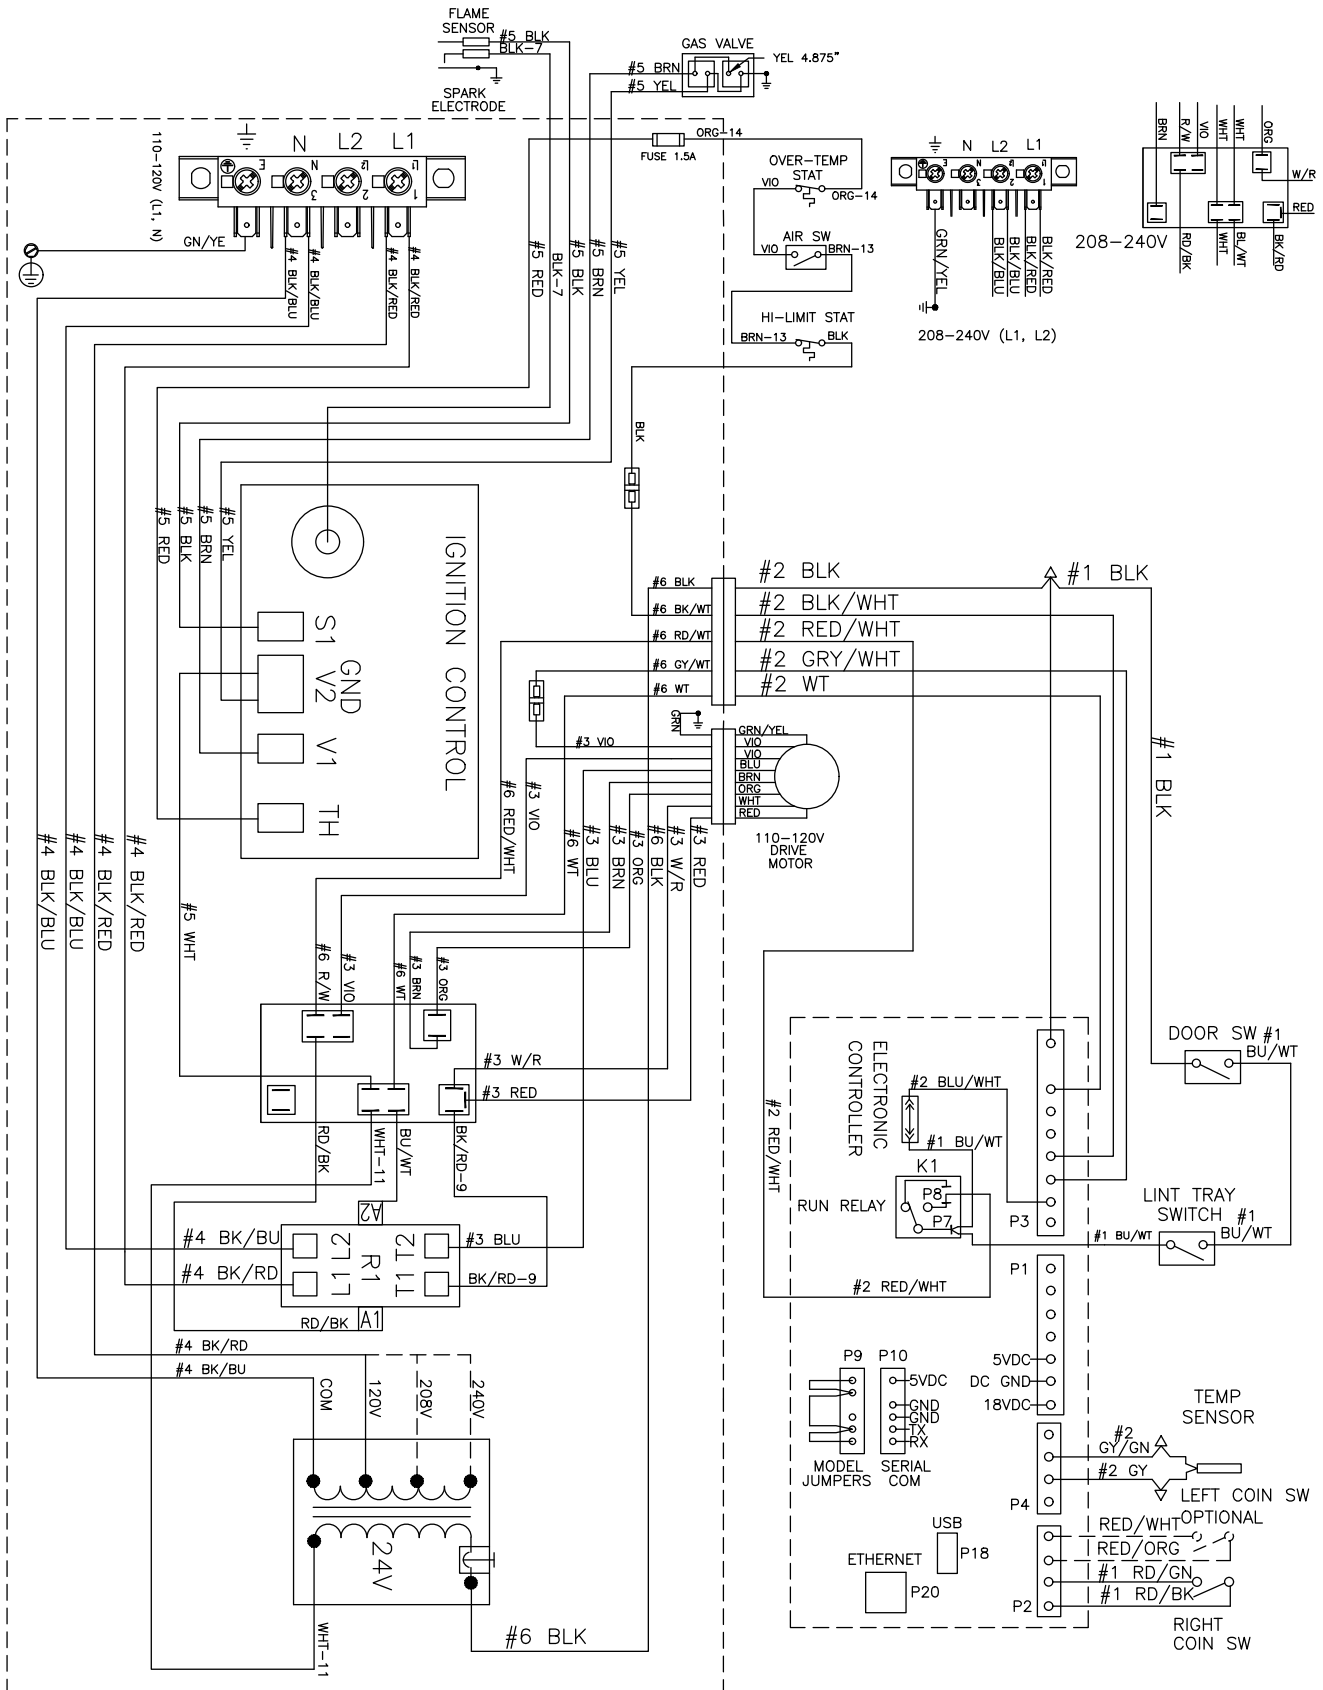 FLAME
SENSOR
#5 BLK
BLK-7
SPARK
ELECTRODE
GAS VALVE
#5 BRN
#5 YEL
YEL 4.875"
ORG-14
FUSE 1.5A
OVER-TEMP
STAT
VIO
ORG-14
AIR SW
VIO
BRN-13
HI-LIMIT STAT
BRN-13
BLK
110-120V (L1, N)
N
L2
L1
E
N
L2
L1
3
2
1
GN/YE
#4 BLK/BLU
#4 BLK/BLU
#4 BLK/RED
#4 BLK/RED
#5 RED
BLK-7
#5 BLK
#5 BRN
#5 YEL
N
L2
L1
E
N
L2
L1
3
2
1
GRN/YEL
BLK/BLU
BLK/BLU
BLK/RED
BLK/RED
208-240V (L1, L2)
BRN
R/W
VIO
WHT
WHT
ORG
W/R
RED
208-240V
RD/BK
WHT
BL/WT
BK/RD
BLK
#5 RED
#5 BLK
#5 BRN
#5 YEL
IGNITION CONTROL
S1
GND
V2
V1
TH
#6 BLK
#6 BK/WT
#6 RD/WT
#6 GY/WT
#6 WT
#2 BLK
#2 BLK/WHT
#2 RED/WHT
#2 GRY/WHT
#2 WT
#1 BLK
#1 BLK
GRN
#3 VIO
GRN/YEL
VIO
VIO
BLU
BRN
ORG
WHT
RED
110-120V
DRIVE
MOTOR
#4 BLK/BLU
#4 BLK/BLU
#4 BLK/RED
#4 BLK/RED
#5 WHT
#6 RED/WHT
#3 VIO
#6 WT
#3 BLU
#3 BRN
#3 ORG
#6 BLK
#3 W/R
#3 RED
#6 R/W
#3 VIO
#6 WT
#3 BRN
#3 ORG
#3 W/R
#3 RED
RD/BK
WHT-11
BU/WT
BK/RD-9
A2
#4 BK/BU
#4 BK/RD
L2
L1
R1
T2
T1
#3 BLU
BK/RD-9
RD/BK
A1
#4 BK/RD
#4 BK/BU
COM
120V
208V
240V
24V
WHT-11
#6 BLK
ELECTRONIC
CONTROLLER
#2 BLU/WHT
#1 BU/WT
K1
P8
P7
RUN RELAY
#2 RED/WHT
#2 RED/WHT
P3
DOOR SW
#1
BU/WT
LINT TRAY
SWITCH
#1
BU/WT
#1 BU/WT
P1
5VDC
DC GND
18VDC
P9
P10
5VDC
GND
GND
TX
RX
MODEL
JUMPERS
SERIAL
COM
TEMP
SENSOR
#2
GY/GN
#2 GY
P4
LEFT COIN SW
OPTIONAL
RED/WHT
RED/ORG
#1 RD/GN
#1 RD/BK
P2
RIGHT
COIN SW
USB
P18
ETHERNET
P20